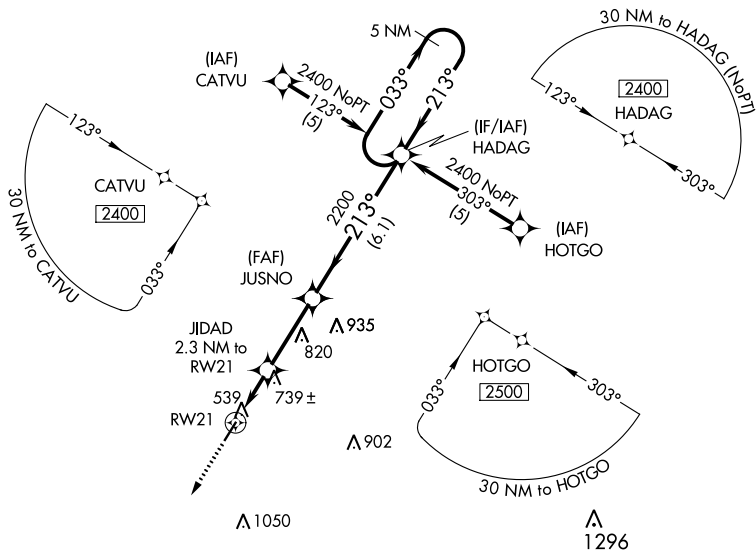 5 NM
30 NM to HADAG (NoPT)
(IAF)
CATVU
2400 NoPT
123°
(5)
033°
213°
2400
HADAG
123°
303°
(IF/IAF)
HADAG
123°
CATVU
2400
033°
30 NM to CATVU
2400 NoPT
303°
(5)
(IAF)
HOTGO
2200
213°
(6.1)
(FAF)
JUSNO
935
820
JIDAD
2.3 NM to
RW21
739 ±
539
RW21
HOTGO
2500
033°
303°
30 NM to HOTGO
902
1050
1296